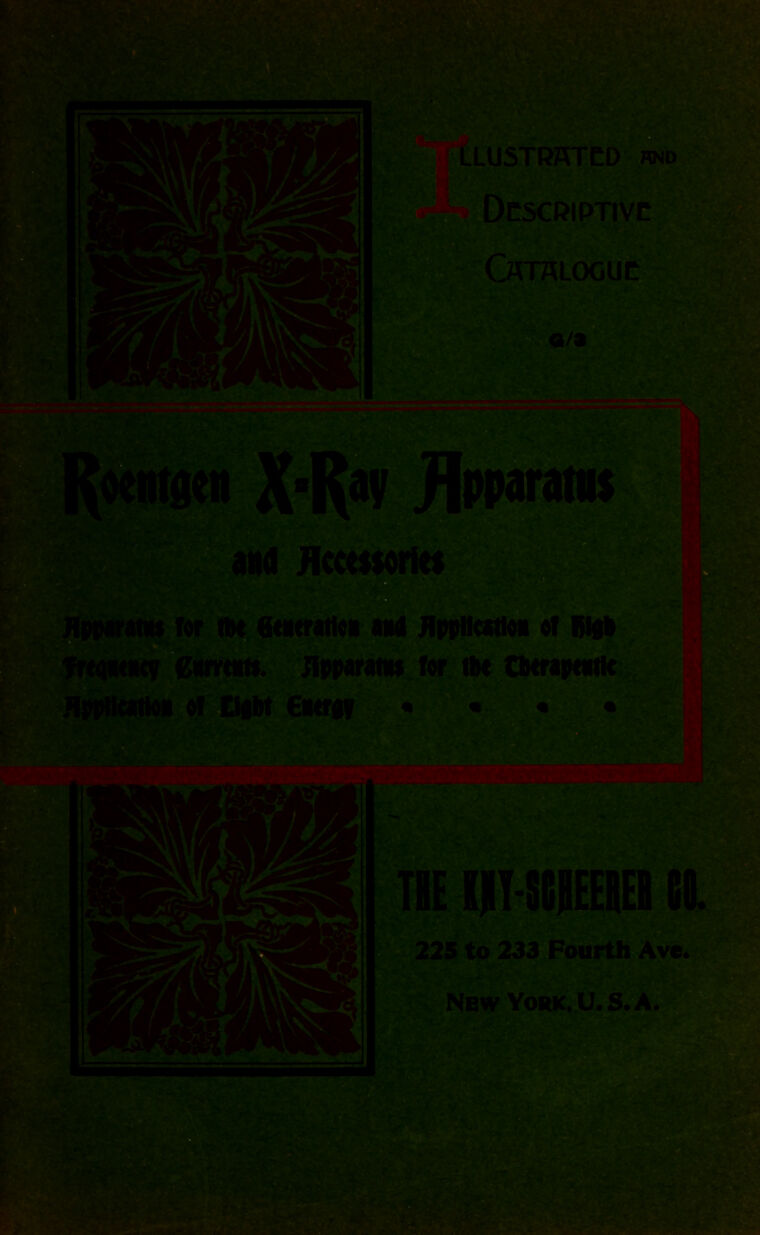 ILLUSTRATED AND
DESCRIPTIVE
CATALOGUE
G/3
Roentgen X-Ray Apparatus
and Accessories
Apparatus for the Generation and Application of High
Frequency Currents. Apparatus for the Therapeutic
Application of Light Energy • • • •
THE KNY-SCHEERER CO.
225 to 233 Fourth Ave.
NEW YORK, U. S. A.